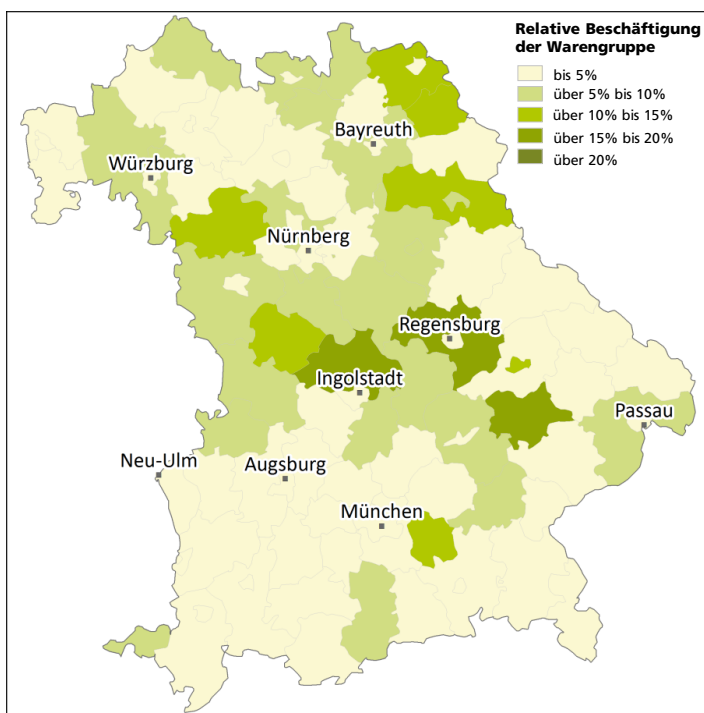 Relative Beschäftigung
der Warengruppe
bis 5%
über 5% bis 10%
über 10% bis 15%
über 15% bis 20%
über 20%
Bayreuth
Würzburg
Nürnberg
Regensburg
Ingolstadt
Passau
Neu-Ulm
Augsburg
München